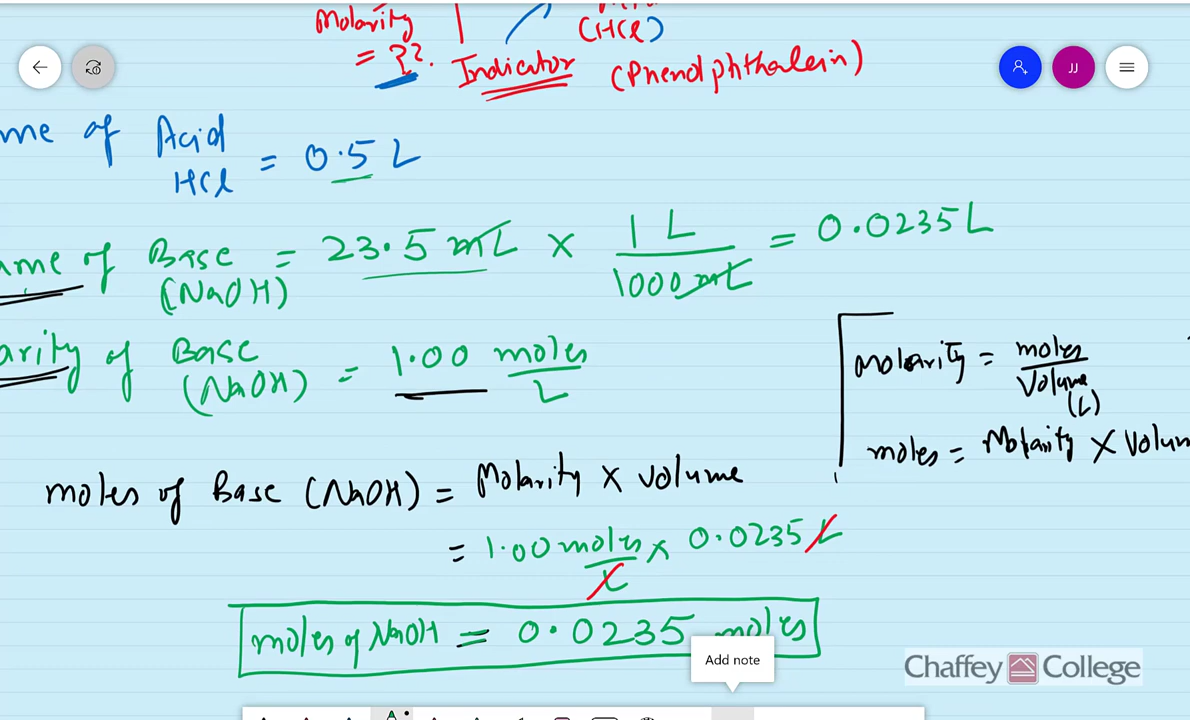 Molarity
= ??.
Indicator
(HCl)
(Phenolphthalein)
JJ
me of Acid HCl = 0.5 L
ume of Base (NaOH) = 23.5 mL × 1 L / 1000 mL = 0.0235 L
arity of Base (NaOH) = 1.00 moles / L
Molarity = moles / Volume (L)
moles = Molarity × Volum
moles of Base (NaOH) = Molarity × Volume
= 1.00 moles / L × 0.0235 L
moles of NaOH = 0.0235 moles
Add note
Chaffey College